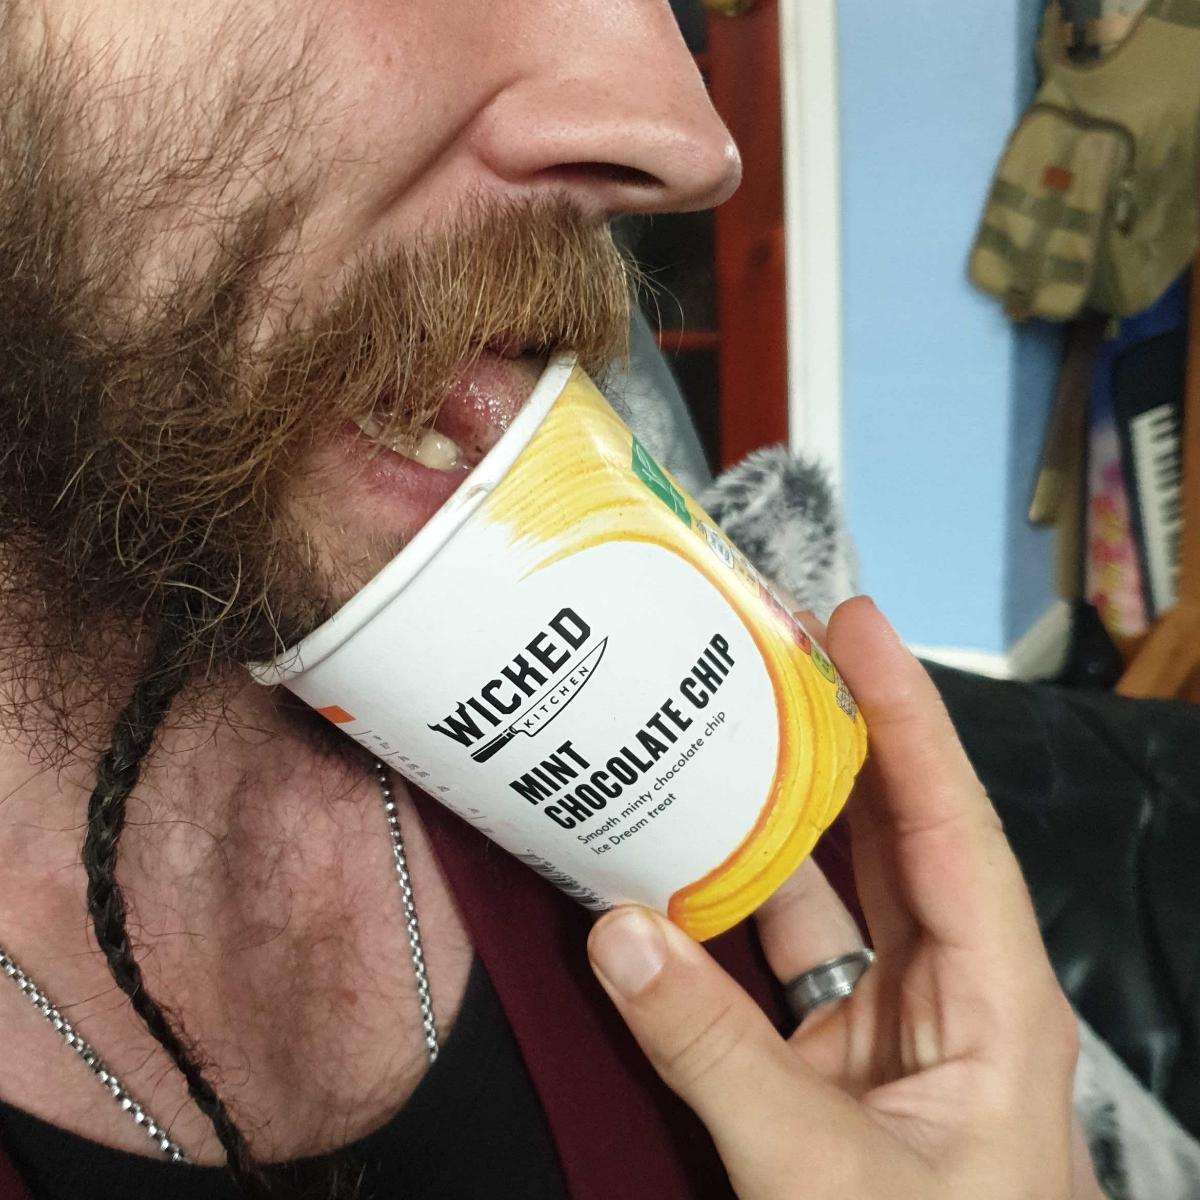 WICKED
KITCHEN
MINT
CHOCOLATE CHIP
Smooth minty chocolate chip
Ice Dream treat